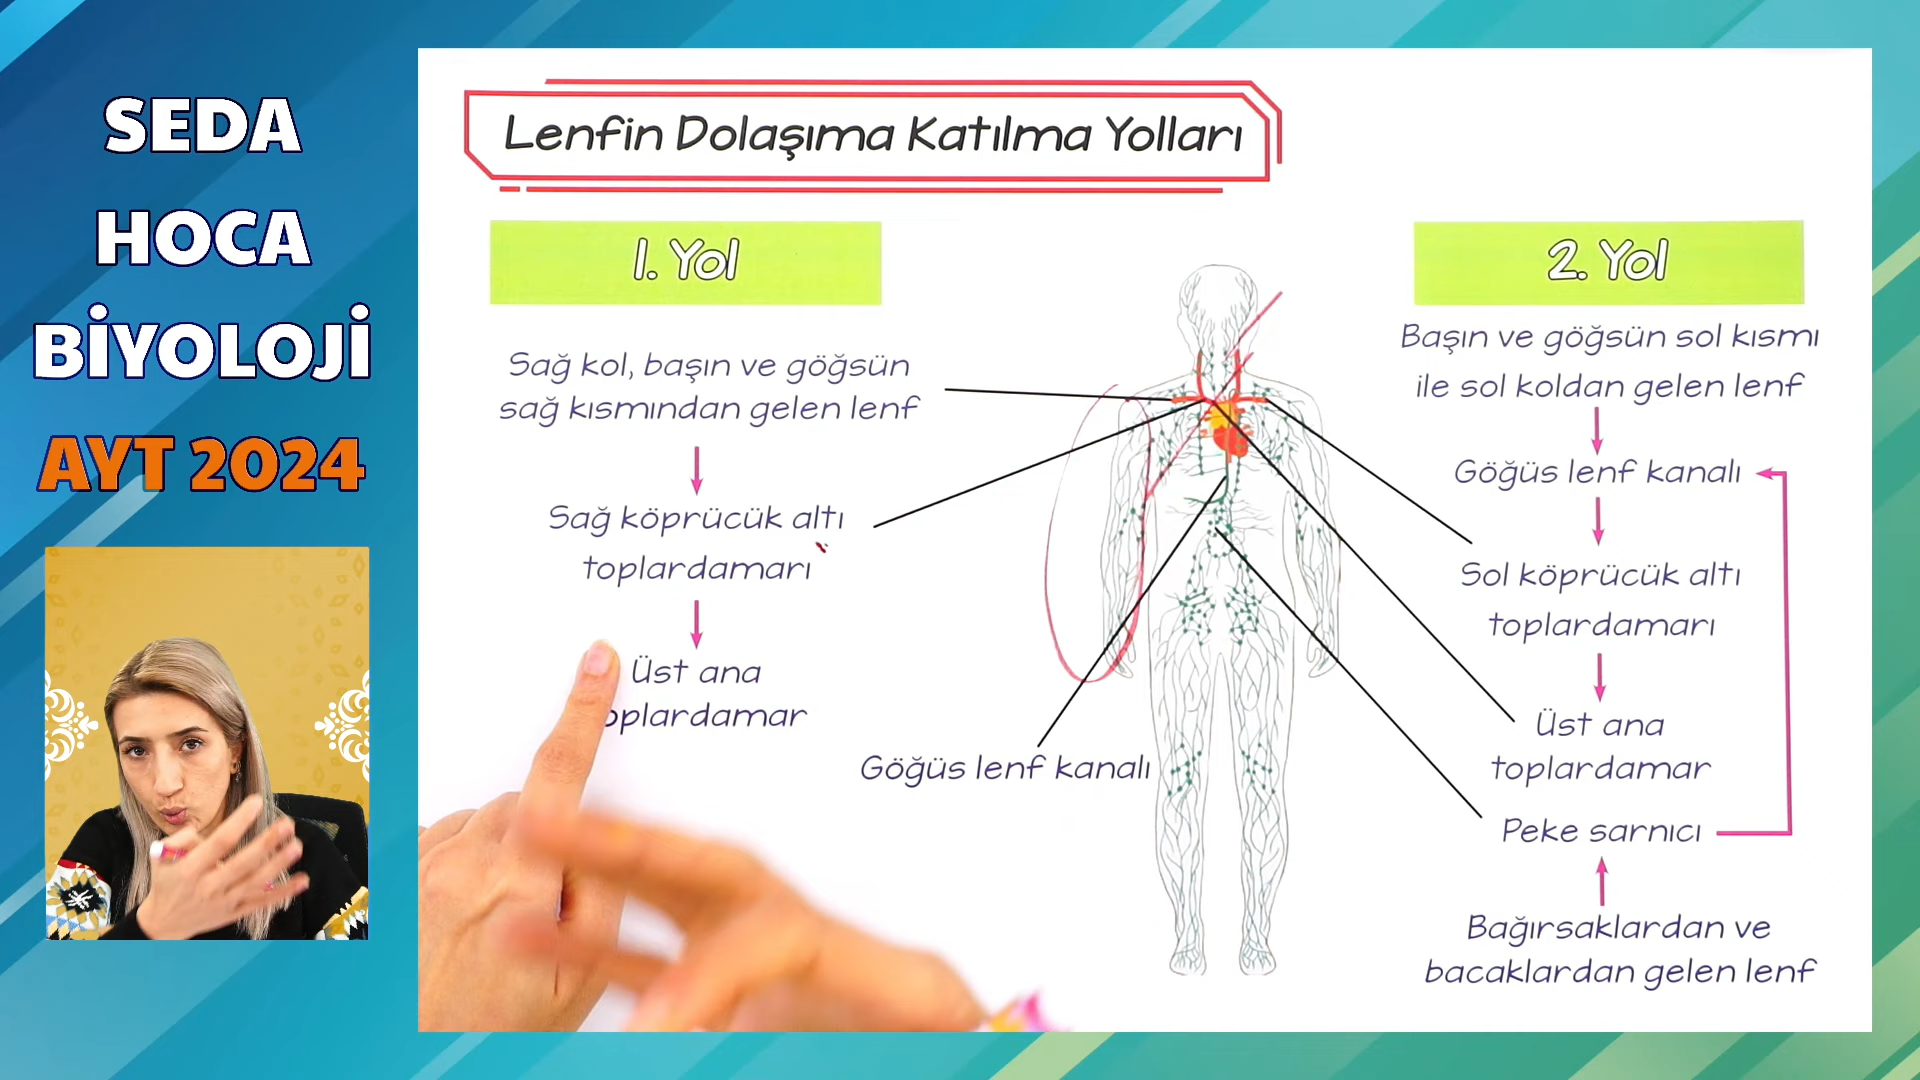 SEDA
HOCA
BİYOLOJİ
AYT 2024
Lenfin Dolaşıma Katılma Yolları
1. Yol
Sağ kol, başın ve göğsün
sağ kısmından gelen lenf
Sağ köprücük altı
toplardamarı
Üst ana
oplardamar
Göğüs lenf kanalı
2. Yol
Başın ve göğsün sol kısmı
ile sol koldan gelen lenf
Göğüs lenf kanalı
Sol köprücük altı
toplardamarı
Üst ana
toplardamar
Peke sarnıcı
Bağırsaklardan ve
bacaklardan gelen lenf